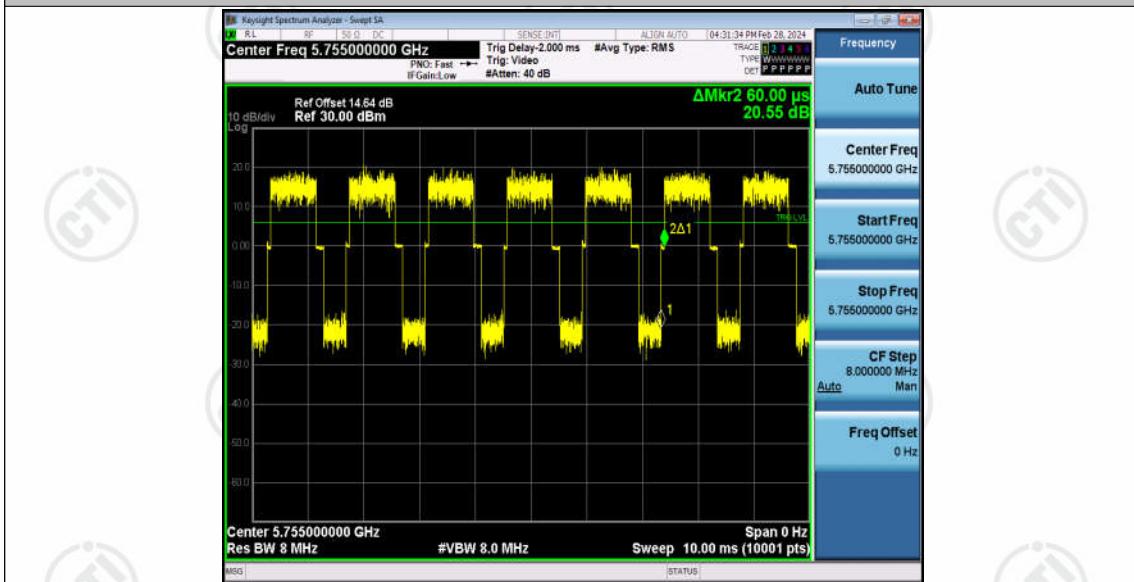 Keysight Spectrum Analyzer - Swept SA
RL RF 50 Ω DC SENSE:INT ALIGN AUTO 04:31:34 PM Feb 28, 2024
Center Freq 5.755000000 GHz
PNO: Fast
IFGain:Low
Trig Delay-2.000 ms
Trig: Video
#Atten: 40 dB
#Avg Type: RMS
TRACE 1 2 3 4 5 6
TYPE WWWWWW
DET P P P P P P
Frequency
ΔMkr2 60.00 µs
20.55 dB
Ref Offset 14.64 dB
10 dB/div Ref 30.00 dBm
Log
20.0
10.0
0.00
-10.0
-20.0
-30.0
-40.0
-50.0
-60.0
TRIG LVL
2Δ1
1
Center 5.755000000 GHz Span 0 Hz
Res BW 8 MHz #VBW 8.0 MHz Sweep 10.00 ms (10001 pts)
MSG STATUS
Auto Tune
Center Freq
5.755000000 GHz
Start Freq
5.755000000 GHz
Stop Freq
5.755000000 GHz
CF Step
8.000000 MHz
Auto Man
Freq Offset
0 Hz
CTI
CTI